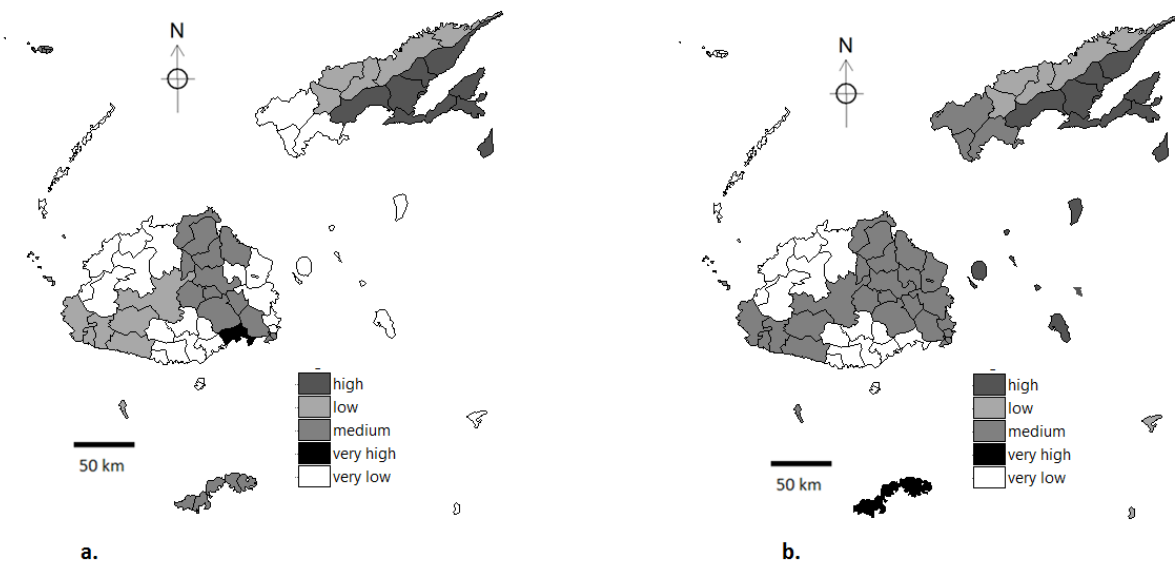 N
high
low
medium
very high
very low
50 km
a.
N
high
low
medium
very high
very low
50 km
b.